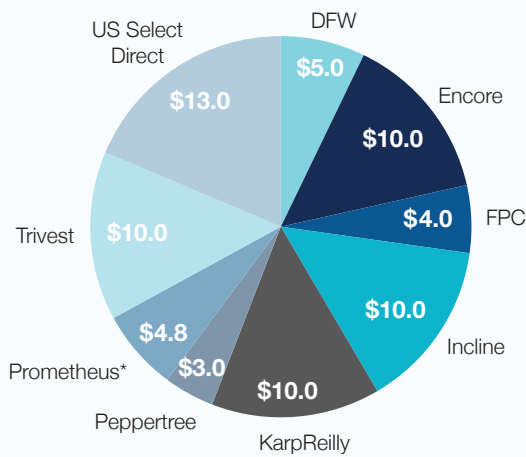 US Select
Direct
$13.0
DFW
$5.0
Encore
$10.0
FPC
$4.0
Incline
$10.0
KarpReilly
$10.0
Peppertree
$3.0
Prometheus*
$4.8
Trivest
$10.0